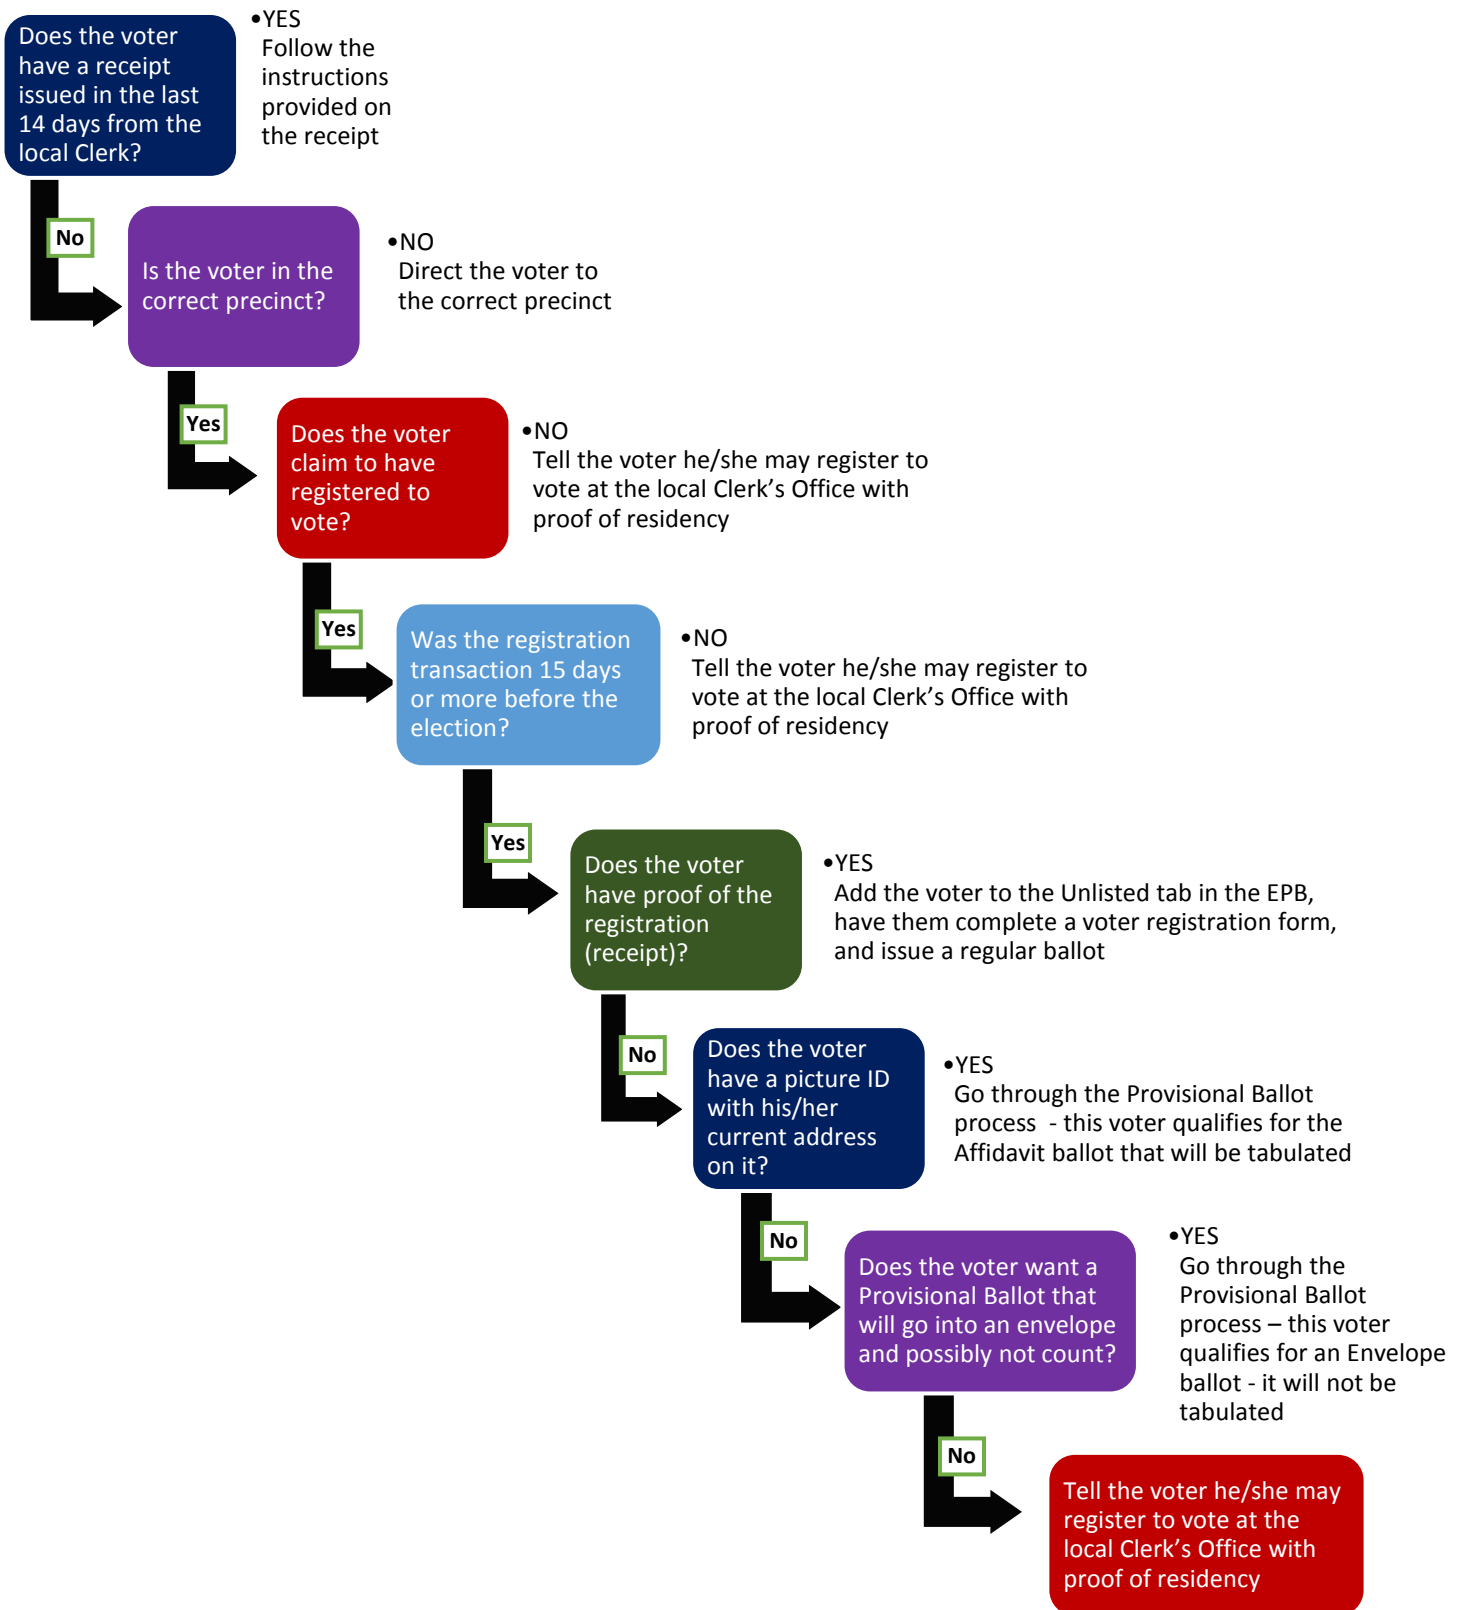 Does the voter
have a receipt
issued in the last
14 days from the
local Clerk?
•YES
Follow the
instructions
provided on
the receipt
No
Is the voter in the
correct precinct?
•NO
Direct the voter to
the correct precinct
Yes
Does the voter
claim to have
registered to
vote?
•NO
Tell the voter he/she may register to
vote at the local Clerk’s Office with
proof of residency
Yes
Was the registration
transaction 15 days
or more before the
election?
•NO
Tell the voter he/she may register to
vote at the local Clerk’s Office with
proof of residency
Yes
Does the voter
have proof of the
registration
(receipt)?
•YES
Add the voter to the Unlisted tab in the EPB,
have them complete a voter registration form,
and issue a regular ballot
No
Does the voter
have a picture ID
with his/her
current address
on it?
•YES
Go through the Provisional Ballot
process - this voter qualifies for the
Affidavit ballot that will be tabulated
No
Does the voter want a
Provisional Ballot that
will go into an envelope
and possibly not count?
•YES
Go through the
Provisional Ballot
process – this voter
qualifies for an Envelope
ballot - it will not be
tabulated
No
Tell the voter he/she may
register to vote at the
local Clerk’s Office with
proof of residency